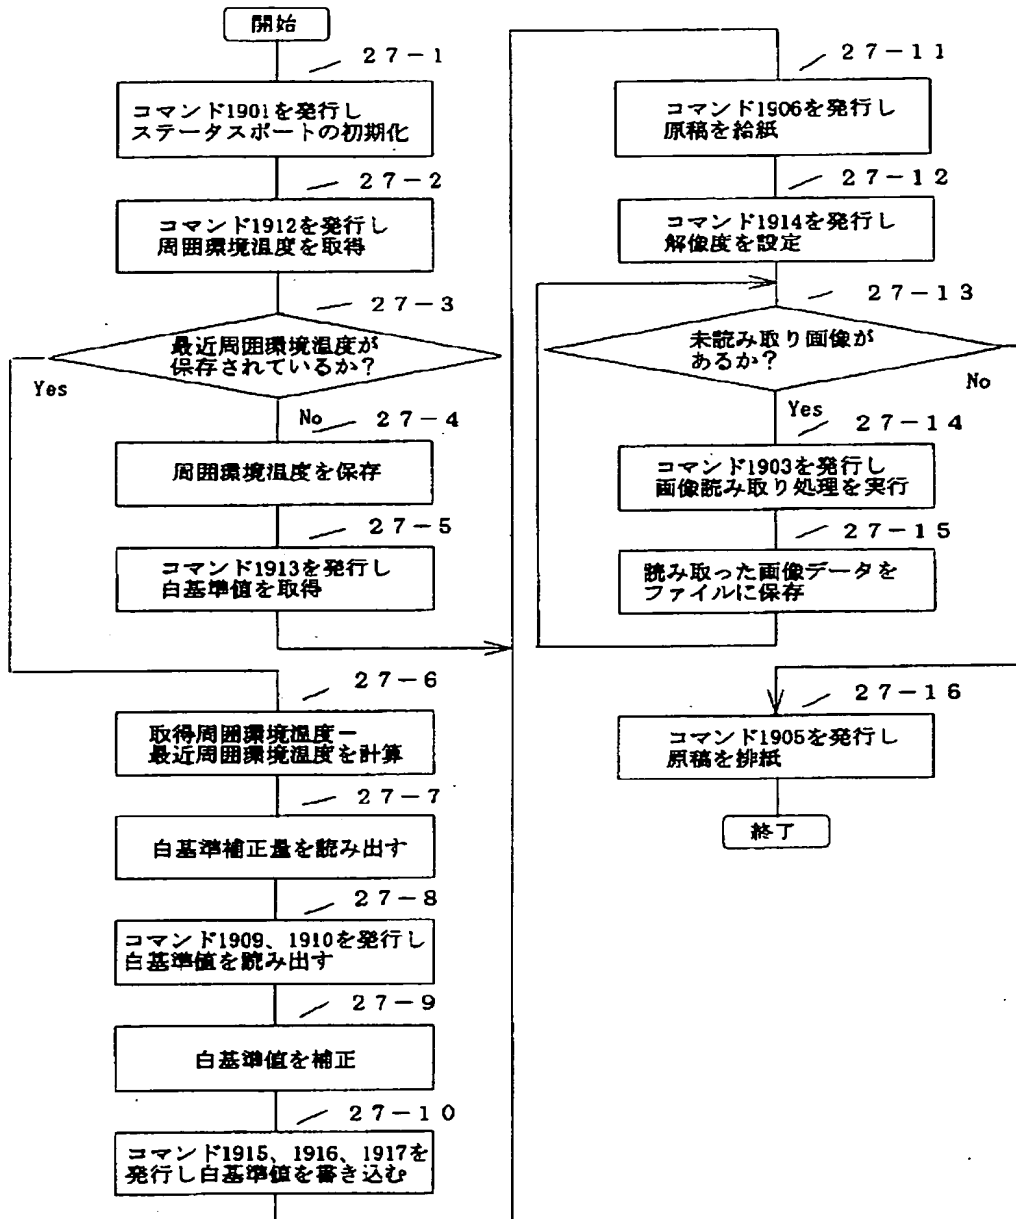 開始
27-1
コマンド1901を発行し
ステータスポートの初期化
27-2
コマンド1912を発行し
周囲環境温度を取得
27-3
最近周囲環境温度が
保存されているか?
Yes
No
27-4
周囲環境温度を保存
27-5
コマンド1913を発行し
白基準値を取得
27-6
取得周囲環境温度−
最近周囲環境温度を計算
27-7
白基準補正量を読み出す
27-8
コマンド1909、1910を発行し
白基準値を読み出す
27-9
白基準値を補正
27-10
コマンド1915、1916、1917を
発行し白基準値を書き込む
27-11
コマンド1906を発行し
原稿を給紙
27-12
コマンド1914を発行し
解像度を設定
27-13
未読み取り画像が
あるか?
No
Yes
27-14
コマンド1903を発行し
画像読み取り処理を実行
27-15
読み取った画像データを
ファイルに保存
27-16
コマンド1905を発行し
原稿を排紙
終了